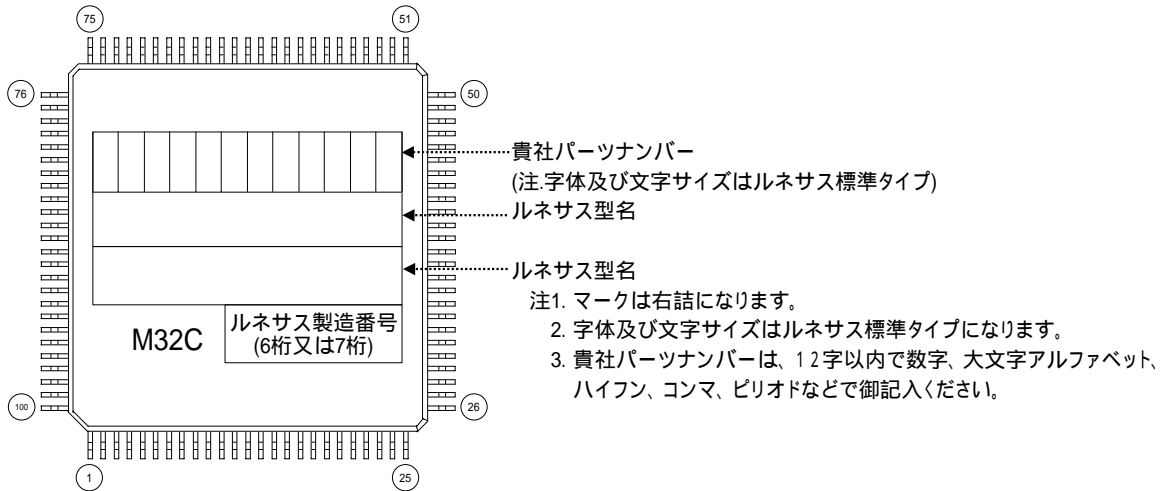 75
51
76
50
貴社パーツナンバー
(注.字体及び文字サイズはルネサス標準タイプ)
ルネサス型名
ルネサス型名
注1. マークは右詰になります。
2. 字体及び文字サイズはルネサス標準タイプになります。
3. 貴社パーツナンバーは、12字以内で数字、大文字アルファベット、
ハイフン、コンマ、ピリオドなどで御記入ください。
M32C
ルネサス製造番号
(6桁又は7桁)
100
26
1
25